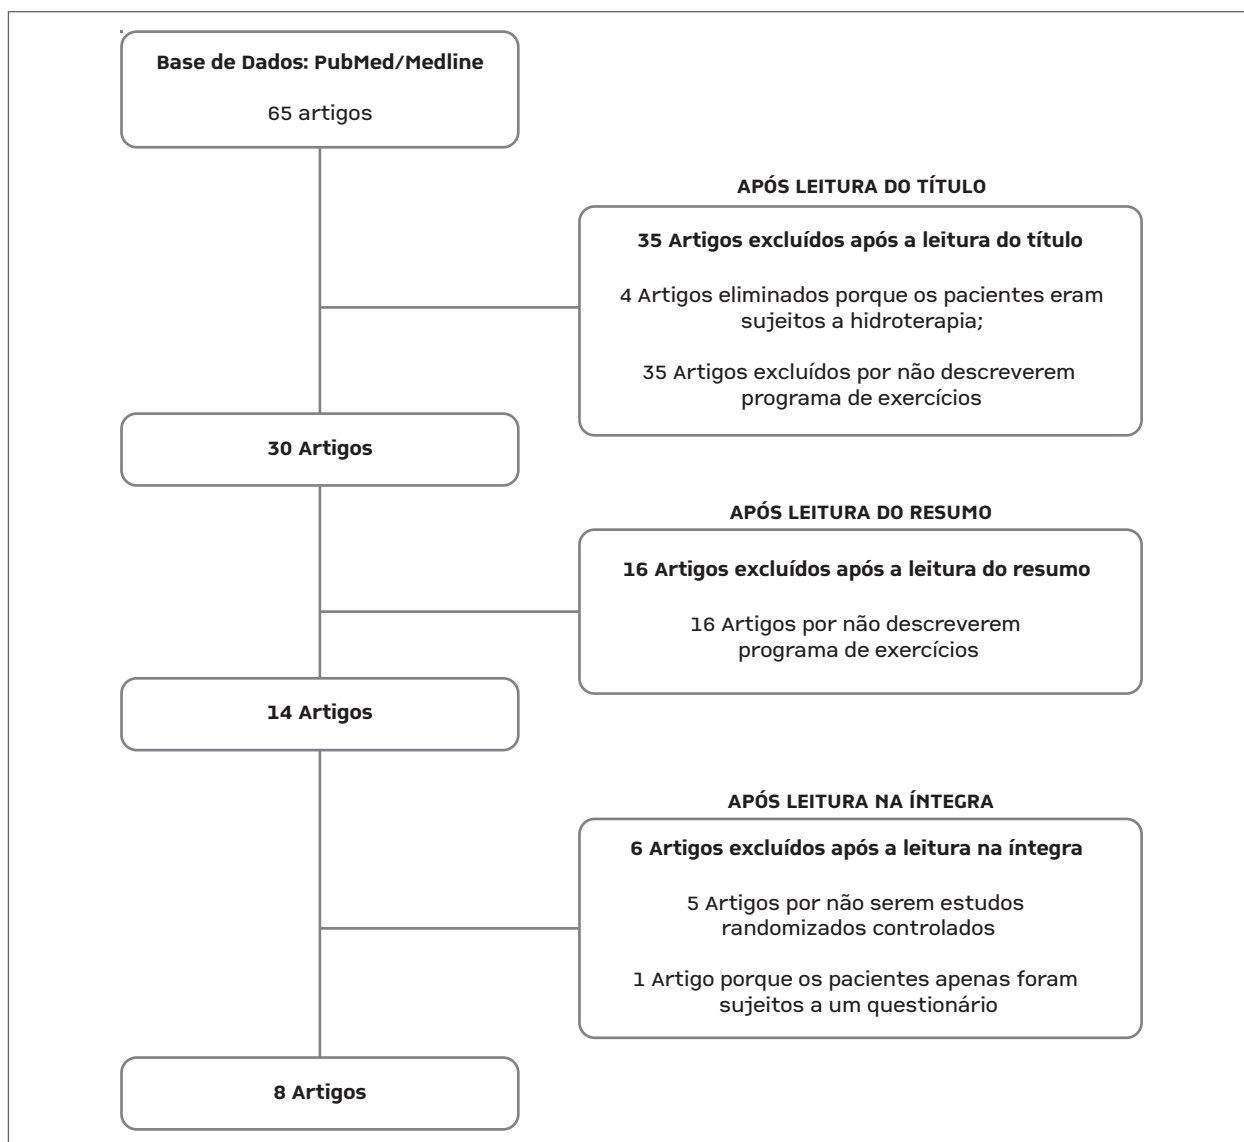 Base de Dados: PubMed/Medline
65 artigos
APÓS LEITURA DO TÍTULO
35 Artigos excluídos após a leitura do título
4 Artigos eliminados porque os pacientes eram
sujeitos a hidroterapia;
35 Artigos excluídos por não descreverem
programa de exercícios
30 Artigos
APÓS LEITURA DO RESUMO
16 Artigos excluídos após a leitura do resumo
16 Artigos por não descreverem
programa de exercícios
14 Artigos
APÓS LEITURA NA ÍNTEGRA
6 Artigos excluídos após a leitura na íntegra
5 Artigos por não serem estudos
randomizados controlados
1 Artigo porque os pacientes apenas foram
sujeitos a um questionário
8 Artigos